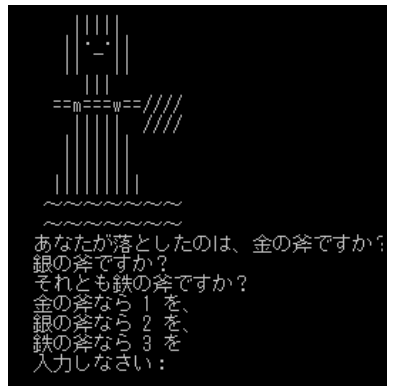 あなたが落としたのは、金の斧ですか?
銀の斧ですか?
それとも鉄の斧ですか?
金の斧なら 1 を、
銀の斧なら 2 を、
鉄の斧なら 3 を
入力しなさい: